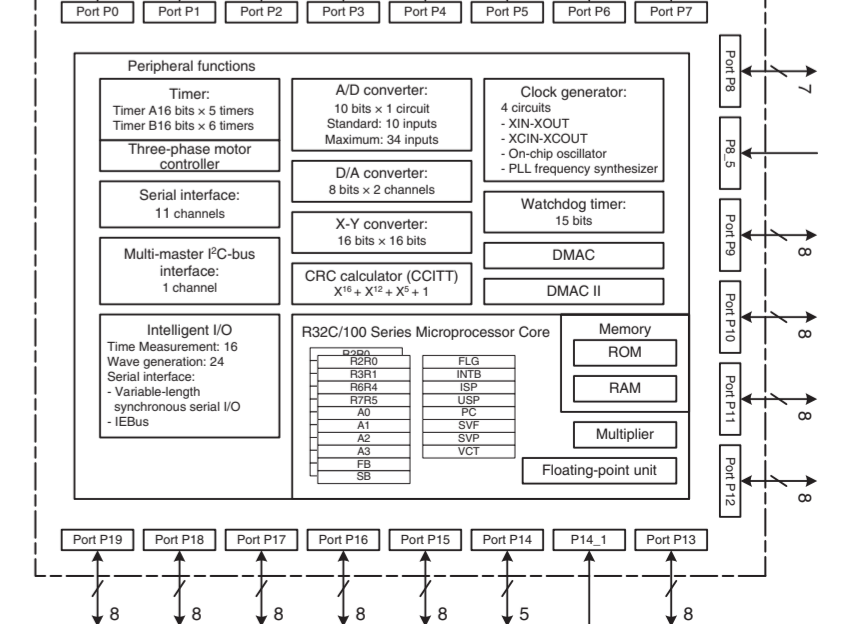 Port P0
Port P1
Port P2
Port P3
Port P4
Port P5
Port P6
Port P7
Peripheral functions
Timer:
Timer A16 bits × 5 timers
Timer B16 bits × 6 timers
Three-phase motor
controller
Serial interface:
11 channels
Multi-master I²C-bus
interface:
1 channel
A/D converter:
10 bits × 1 circuit
Standard: 10 inputs
Maximum: 34 inputs
D/A converter:
8 bits × 2 channels
X-Y converter:
16 bits × 16 bits
CRC calculator (CCITT)
X¹⁶ + X¹² + X⁵ + 1
Clock generator:
4 circuits
- XIN-XOUT
- XCIN-XCOUT
- On-chip oscillator
- PLL frequency synthesizer
Watchdog timer:
15 bits
DMAC
DMAC II
Intelligent I/O
Time Measurement: 16
Wave generation: 24
Serial interface:
- Variable-length
synchronous serial I/O
- IEBus
R32C/100 Series Microprocessor Core
R2R0
R2R0
R3R1
R6R4
R7R5
A0
A1
A2
A3
FB
SB
FLG
INTB
ISP
USP
PC
SVF
SVP
VCT
Memory
ROM
RAM
Multiplier
Floating-point unit
Port P8
7
P8_5
Port P9
8
Port P10
8
Port P11
8
Port P12
8
Port P19
Port P18
Port P17
Port P16
Port P15
Port P14
P14_1
Port P13
8
8
8
8
8
5
8